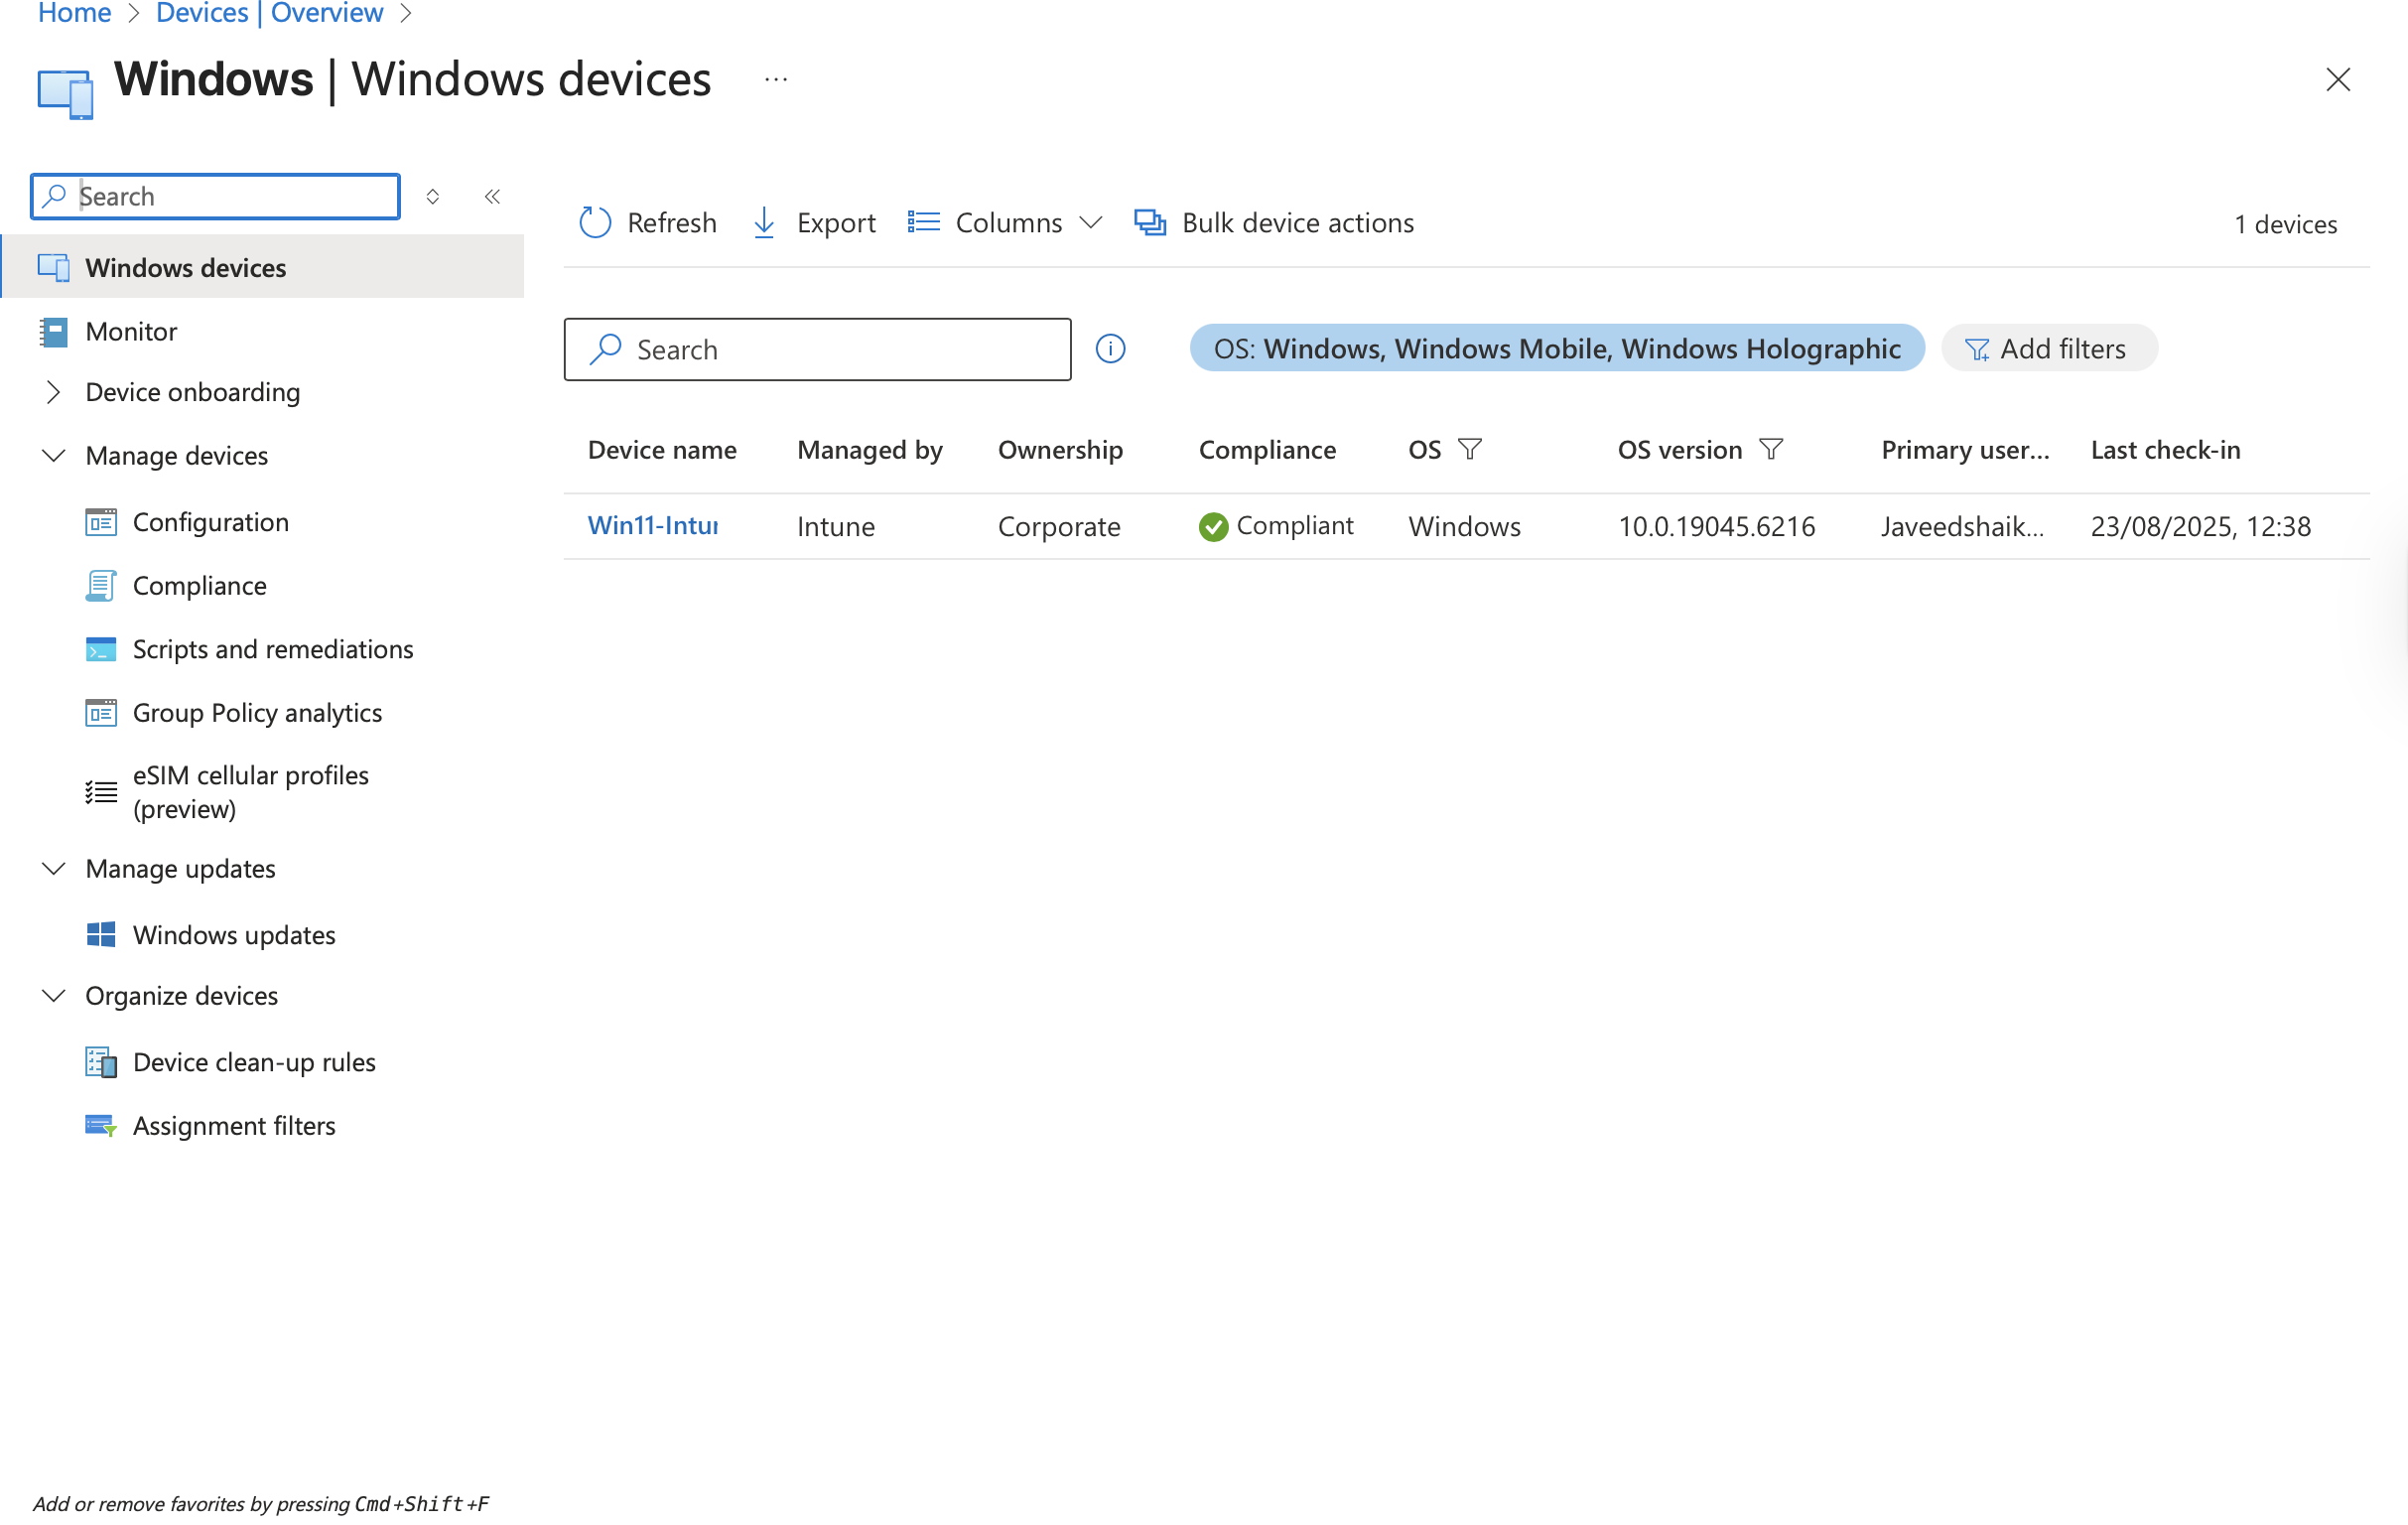 Home > Devices | Overview >
Windows | Windows devices ...
Search
Windows devices
Monitor
Device onboarding
Manage devices
Configuration
Compliance
Scripts and remediations
Group Policy analytics
eSIM cellular profiles
(preview)
Manage updates
Windows updates
Organize devices
Device clean-up rules
Assignment filters
Add or remove favorites by pressing Cmd+Shift+F
Refresh Export Columns Bulk device actions 1 devices
Search OS: Windows, Windows Mobile, Windows Holographic Add filters
Device name Managed by Ownership Compliance OS OS version Primary user... Last check-in
Win11-Intur Intune Corporate Compliant Windows 10.0.19045.6216 Javeedshaik... 23/08/2025, 12:38